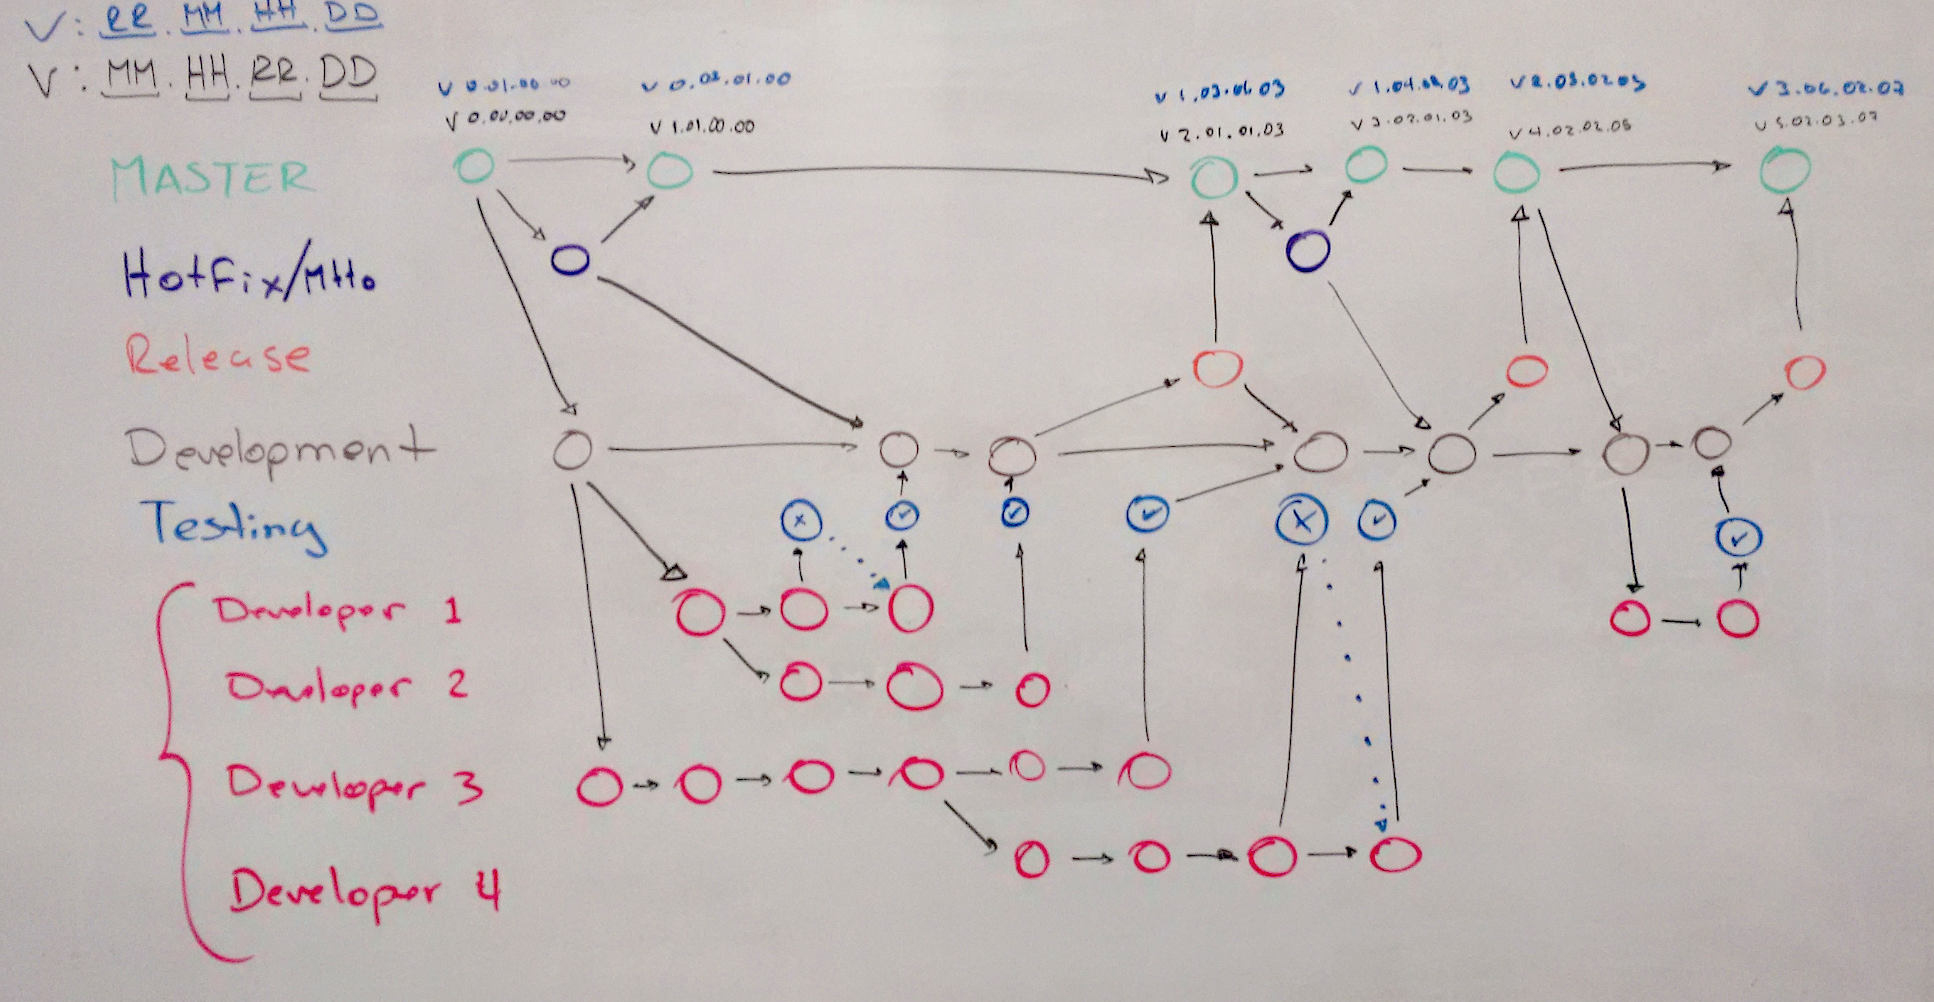 V: RR.MM.HH.DD
V: MM.HH.RR.DD
V 0.01.00.00
V 0.02.01.00
V 1.03.06.03
V 1.04.02.03
V 2.05.02.05
V 3.06.02.07
V 0.00.00.00
V 1.01.00.00
V 2.01.01.03
V 3.02.01.03
V 4.02.02.05
V 5.02.03.07
MASTER
Hotfix/MHo
Release
Development
Testing
Developer 1
Developer 2
Developer 3
Developer 4